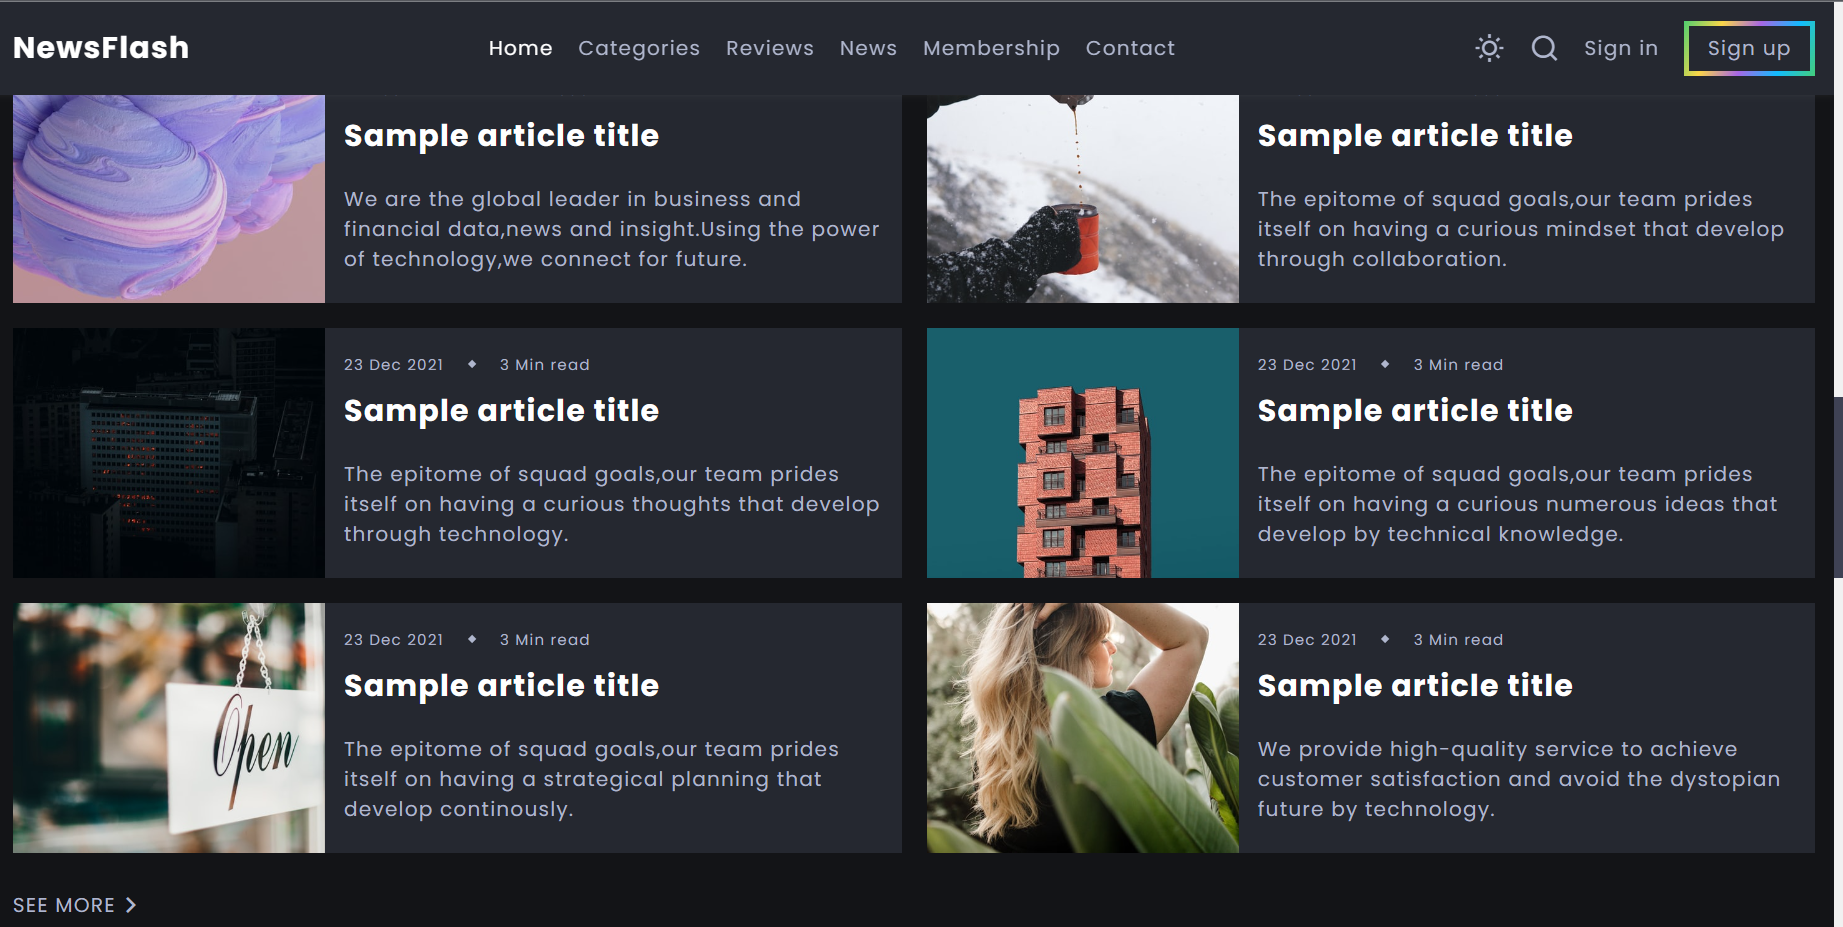 NewsFlash
Home Categories Reviews News Membership Contact
Sign in Sign up
Sample article title
We are the global leader in business and
financial data,news and insight.Using the power
of technology,we connect for future.
Sample article title
The epitome of squad goals,our team prides
itself on having a curious mindset that develop
through collaboration.
23 Dec 2021 ◆ 3 Min read
Sample article title
The epitome of squad goals,our team prides
itself on having a curious thoughts that develop
through technology.
23 Dec 2021 ◆ 3 Min read
Sample article title
The epitome of squad goals,our team prides
itself on having a curious numerous ideas that
develop by technical knowledge.
Open
23 Dec 2021 ◆ 3 Min read
Sample article title
The epitome of squad goals,our team prides
itself on having a strategical planning that
develop continously.
23 Dec 2021 ◆ 3 Min read
Sample article title
We provide high-quality service to achieve
customer satisfaction and avoid the dystopian
future by technology.
SEE MORE